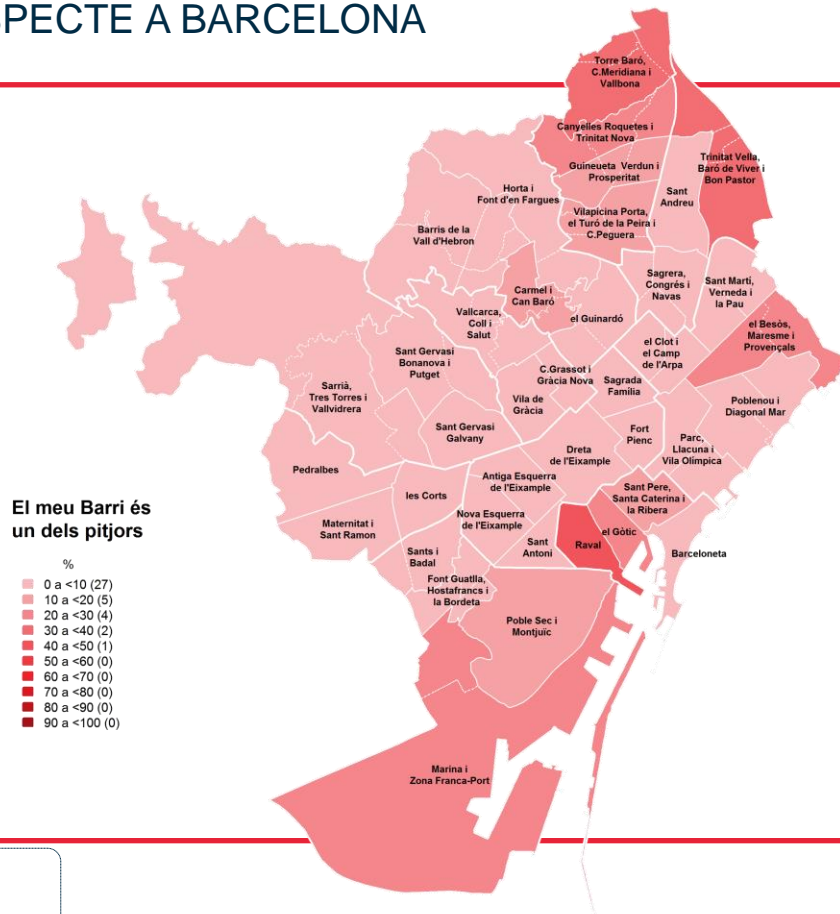 SPECTE A BARCELONA
Torre Baró,
C.Meridiana i
Vallbona
Canyelles Roquetes i
Trinitat Nova
Guineueta Verdun i
Prosperitat
Trinitat Vella,
Baró de Viver i
Bon Pastor
Sant
Andreu
Horta i
Font d'en Fargues
Vilapicina Porta,
el Turó de la Peira i
C.Peguera
Barris de la
Vall d'Hebron
Sagrera,
Congrés i
Navas
Sant Martí,
Verneda i
la Pau
Carmel i
Can Baró
Vallcarca,
Coll i
Salut
el Guinardó
el Besòs,
Maresme i
Provençals
el Clot i
el Camp
de l'Arpa
Sant Gervasi
Bonanova i
Putget
C.Grassot i
Gràcia Nova
Sagrada
Família
Sarrià,
Tres Torres i
Vallvidrera
Vila de
Gràcia
Poblenou i
Diagonal Mar
Sant Gervasi
Galvany
Fort
Pienc
Parc,
Llacuna i
Vila Olímpica
Dreta
de l'Eixample
Pedralbes
Antiga Esquerra
de l'Eixample
les Corts
Sant Pere,
Santa Caterina i
la Ribera
Maternitat i
Sant Ramon
Nova Esquerra
de l'Eixample
el Gòtic
Sant
Antoni
Raval
Barceloneta
Sants i
Badal
Font Guatlla,
Hostafrancs i
la Bordeta
Poble Sec i
Montjuïc
Marina i
Zona Franca-Port
El meu Barri és
un dels pitjors
%
0 a <10 (27)
10 a <20 (5)
20 a <30 (4)
30 a <40 (2)
40 a <50 (1)
50 a <60 (0)
60 a <70 (0)
70 a <80 (0)
80 a <90 (0)
90 a <100 (0)